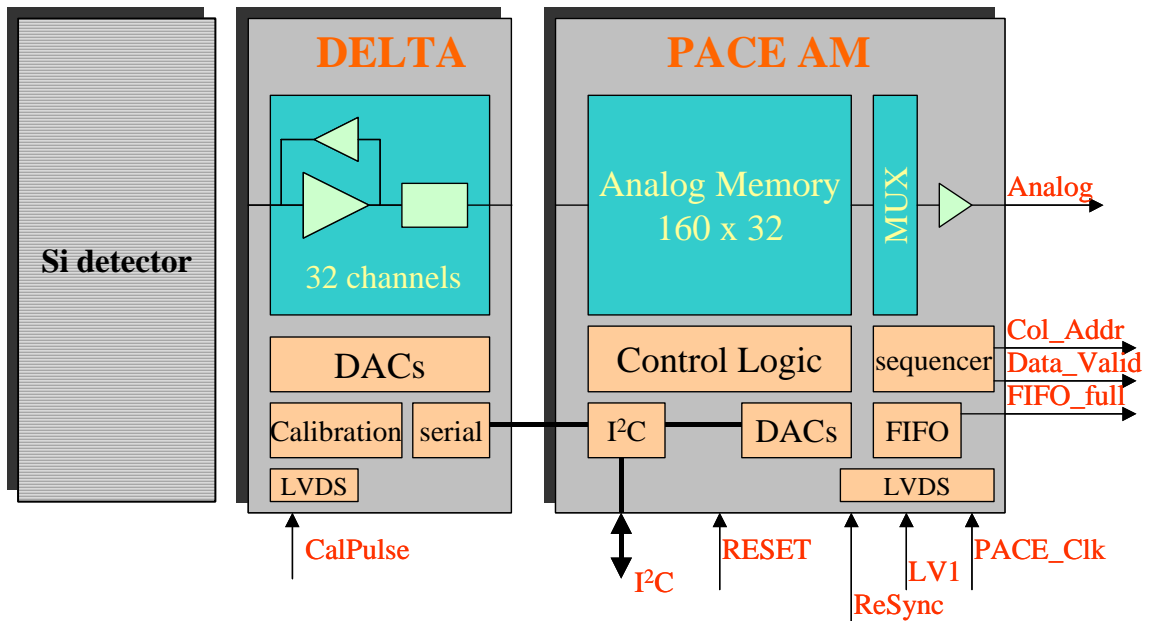 DELTA
PACE AM
Si detector
32 channels
Analog Memory
160 x 32
MUX
Analog
DACs
Control Logic
sequencer
Col_Addr
Data_Valid
FIFO_full
Calibration
serial
I²C
DACs
FIFO
LVDS
LVDS
CalPulse
I²C
RESET
ReSync
LV1
PACE_Clk